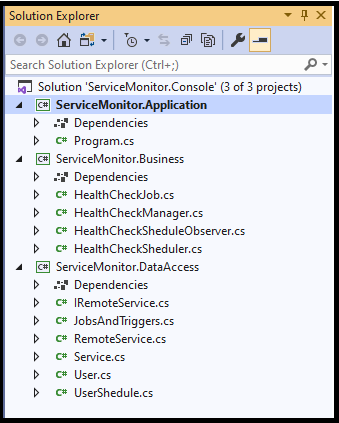 Solution Explorer
Search Solution Explorer (Ctrl+;)
Solution 'ServiceMonitor.Console' (3 of 3 projects)
C# ServiceMonitor.Application
Dependencies
C# Program.cs
C# ServiceMonitor.Business
Dependencies
C# HealthCheckJob.cs
C# HealthCheckManager.cs
C# HealthCheckSheduleObserver.cs
C# HealthCheckSheduler.cs
C# ServiceMonitor.DataAccess
Dependencies
C# IRemoteService.cs
C# JobsAndTriggers.cs
C# RemoteService.cs
C# Service.cs
C# User.cs
C# UserShedule.cs